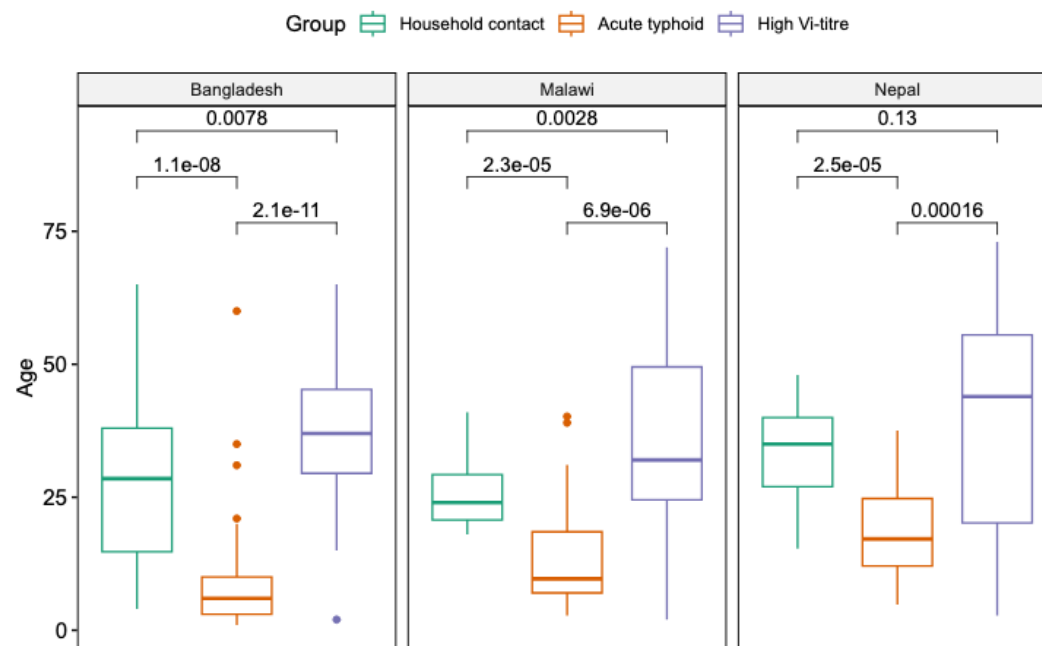 Group Household contact Acute typhoid High Vi-titre
Bangladesh Malawi Nepal
0.0078 0.0028 0.13
1.1e-08 2.3e-05 2.5e-05
2.1e-11 6.9e-06 0.00016
75
50
Age
25
0